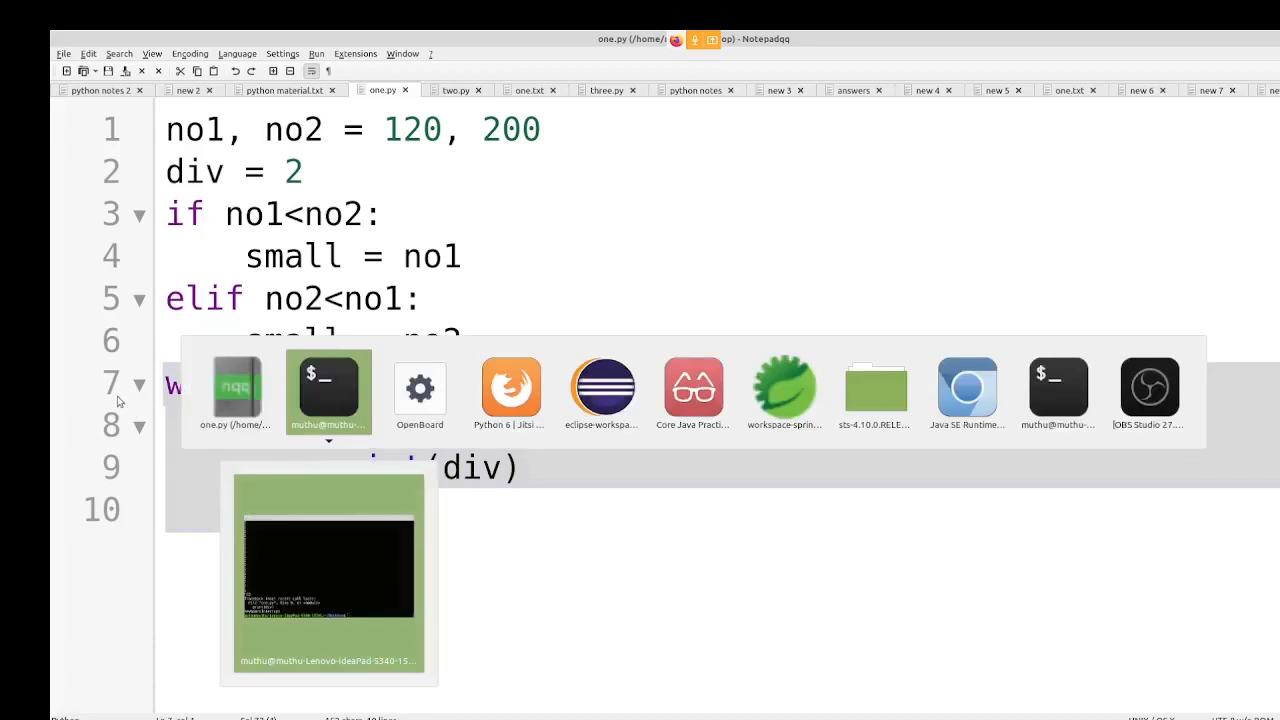 one.py (/home/ op) - Notepadqq
File Edit Search View Encoding Language Settings Run Extensions Window ?
python notes 2 new 2 python material.txt one.py two.py one.txt three.py python notes new 3 answers new 4 new 5 one.txt new 6 new 7
1 no1, no2 = 120, 200
2 div = 2
3 if no1<no2:
4 small = no1
5 elif no2<no1:
6 small = no2
7 w
8
9 (div)
10
one.py (/home/... muthu@muthu-... OpenBoard Python 6 | Jitsi ... eclipse-workspa... Core Java Practi... workspace-sprin... sts-4.10.0.RELE... Java SE Runtime... muthu@muthu-... [OBS Studio 27....
$_
nqq
$_
muthu@muthu-Lenovo-ideaPad-S340-15...
Python